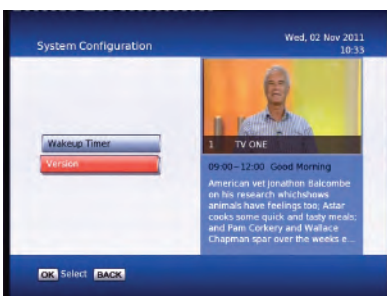 System Configuration
Wed, 02 Nov 2011
10:33
Wakeup Timer
Version
1 TV ONE
09:00~12:00 Good Morning
American vet Jonathon Balcombe
on his research whichshows
animals have feelings too; Astar
cooks some quick and tasty meals;
and Pam Corkery and Wallace
Chapman spar over the weeks e...
OK Select BACK